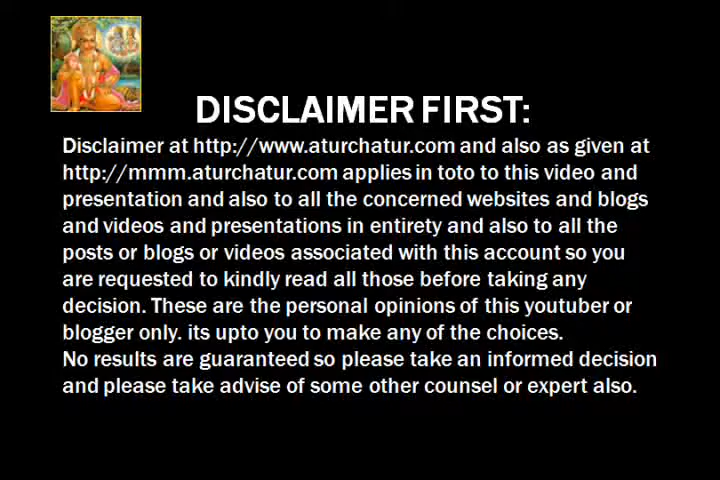 DISCLAIMER FIRST:
Disclaimer at http://www.aturchatur.com and also as given at
http://mmm.aturchatur.com applies in toto to this video and
presentation and also to all the concerned websites and blogs
and videos and presentations in entirety and also to all the
posts or blogs or videos associated with this account so you
are requested to kindly read all those before taking any
decision. These are the personal opinions of this youtuber or
blogger only. its upto you to make any of the choices.
No results are guaranteed so please take an informed decision
and please take advise of some other counsel or expert also.